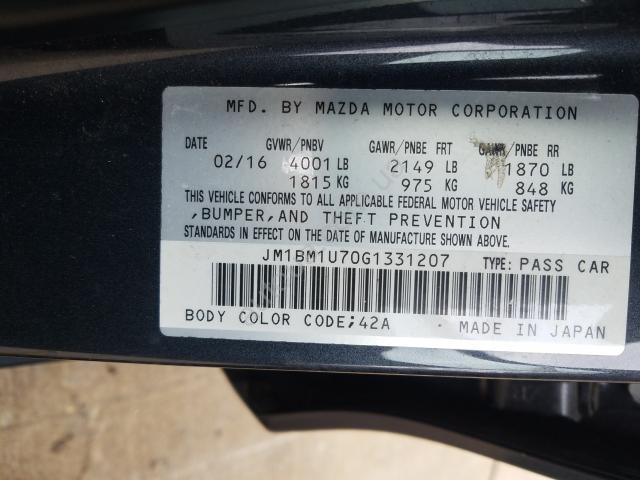 MFD. BY MAZDA MOTOR CORPORATION
DATE GVWR/PNBV GAWR/PNBE FRT GAWR/PNBE RR
02/16 4001 LB 2149 LB 1870 LB
1815 KG 975 KG 848 KG
THIS VEHICLE CONFORMS TO ALL APPLICABLE FEDERAL MOTOR VEHICLE SAFETY
,BUMPER,AND THEFT PREVENTION
STANDARDS IN EFFECT ON THE DATE OF MANUFACTURE SHOWN ABOVE.
JM1BM1U70G1331207 TYPE: PASS CAR
BODY COLOR CODE;42A MADE IN JAPAN